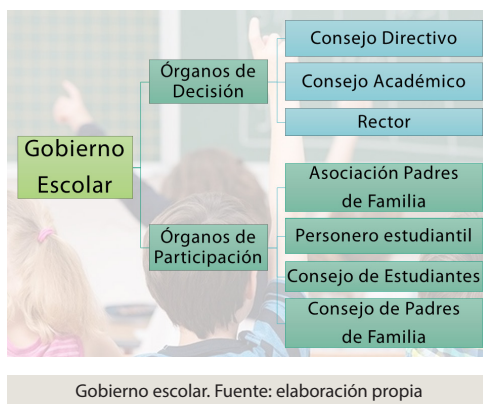 Gobierno
Escolar
Órganos de
Decisión
Consejo Directivo
Consejo Académico
Rector
Órganos de
Participación
Asociación Padres
de Familia
Personero estudiantil
Consejo de Estudiantes
Consejo de Padres
de Familia
Gobierno escolar. Fuente: elaboración propia